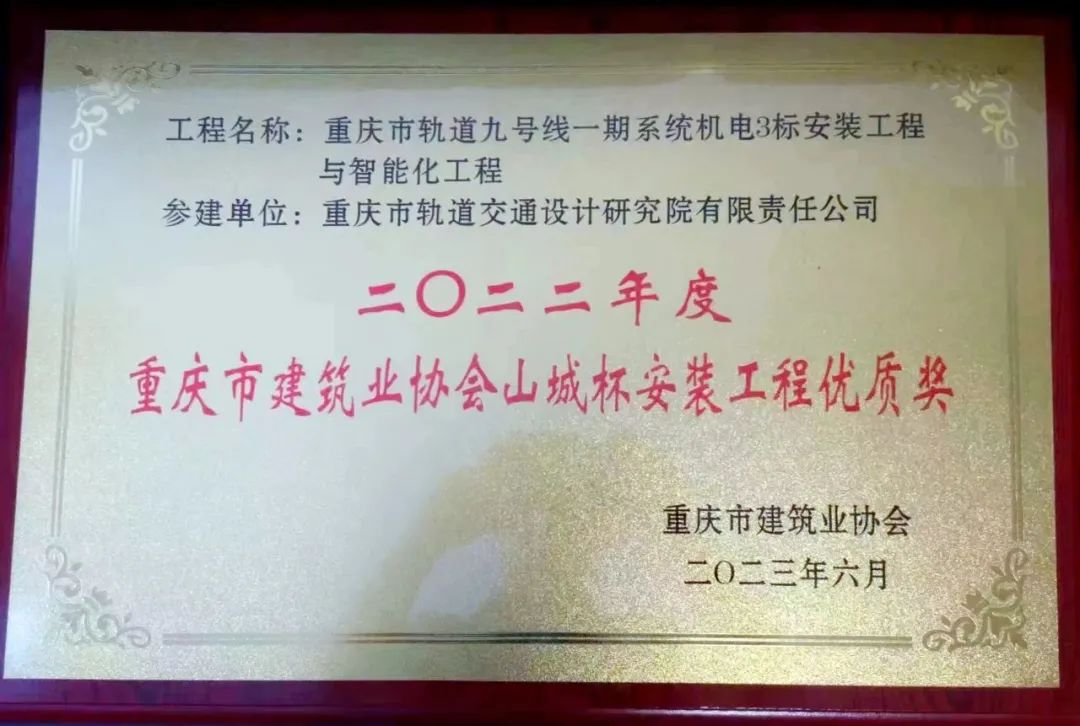 工程名称：重庆市轨道九号线一期系统机电3标安装工程
与智能化工程
参建单位：重庆市轨道交通设计研究院有限责任公司
二〇二二年度
重庆市建筑业协会山城杯安装工程优质奖
重庆市建筑业协会
二〇二三年六月